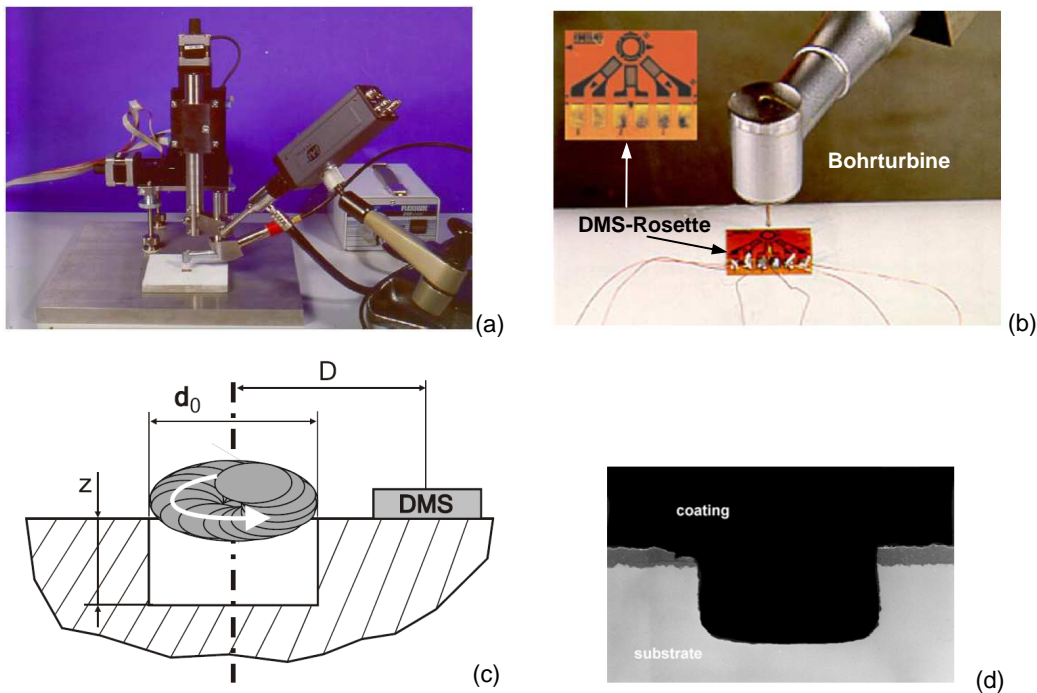 (a)
Bohrturbine
DMS-Rosette
(b)
D
d0
z
DMS
(c)
coating
substrate
(d)